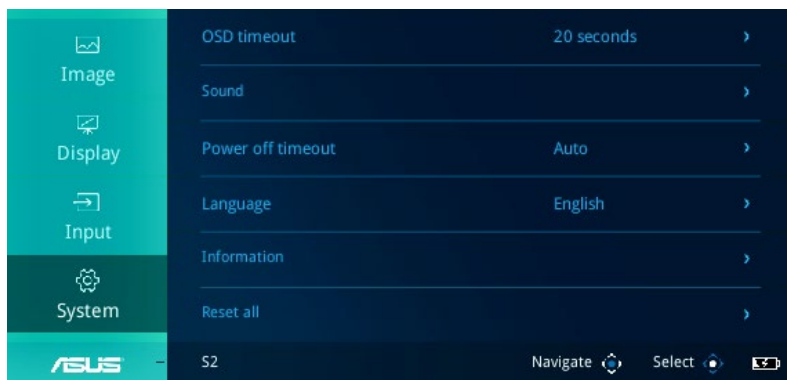 Image
Display
Input
System
OSD timeout 20 seconds
Sound
Power off timeout Auto
Language English
Information
Reset all
ASUS S2 Navigate Select